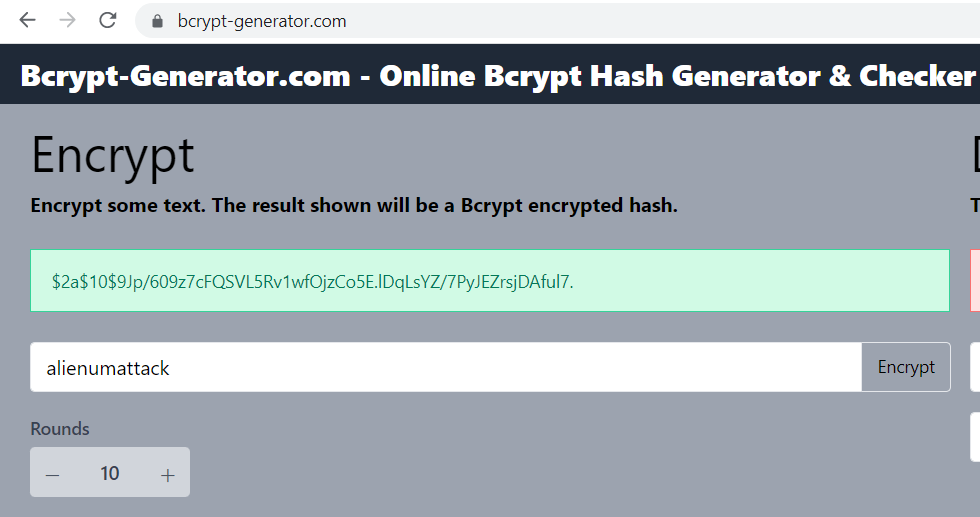 bcrypt-generator.com
Bcrypt-Generator.com - Online Bcrypt Hash Generator & Checker
Encrypt
Encrypt some text. The result shown will be a Bcrypt encrypted hash.
$2a$10$9Jp/609z7cFQSVL5Rv1wfOjzCo5E.lDqLsYZ/7PyJEZrsjDAful7.
alienumattack
Encrypt
Rounds
− 10 +